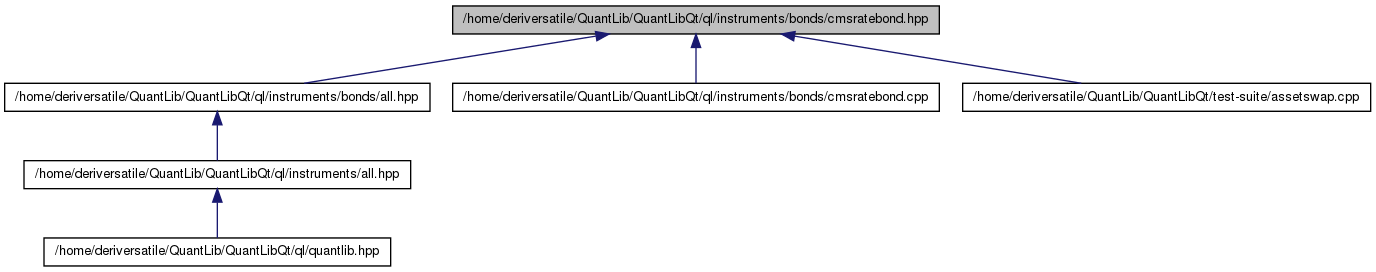 /home/deriversatile/QuantLib/QuantLibQt/ql/instruments/bonds/cmsratebond.hpp
/home/deriversatile/QuantLib/QuantLibQt/ql/instruments/bonds/all.hpp
/home/deriversatile/QuantLib/QuantLibQt/ql/instruments/bonds/cmsratebond.cpp
/home/deriversatile/QuantLib/QuantLibQt/test-suite/assetswap.cpp
/home/deriversatile/QuantLib/QuantLibQt/ql/instruments/all.hpp
/home/deriversatile/QuantLib/QuantLibQt/ql/quantlib.hpp